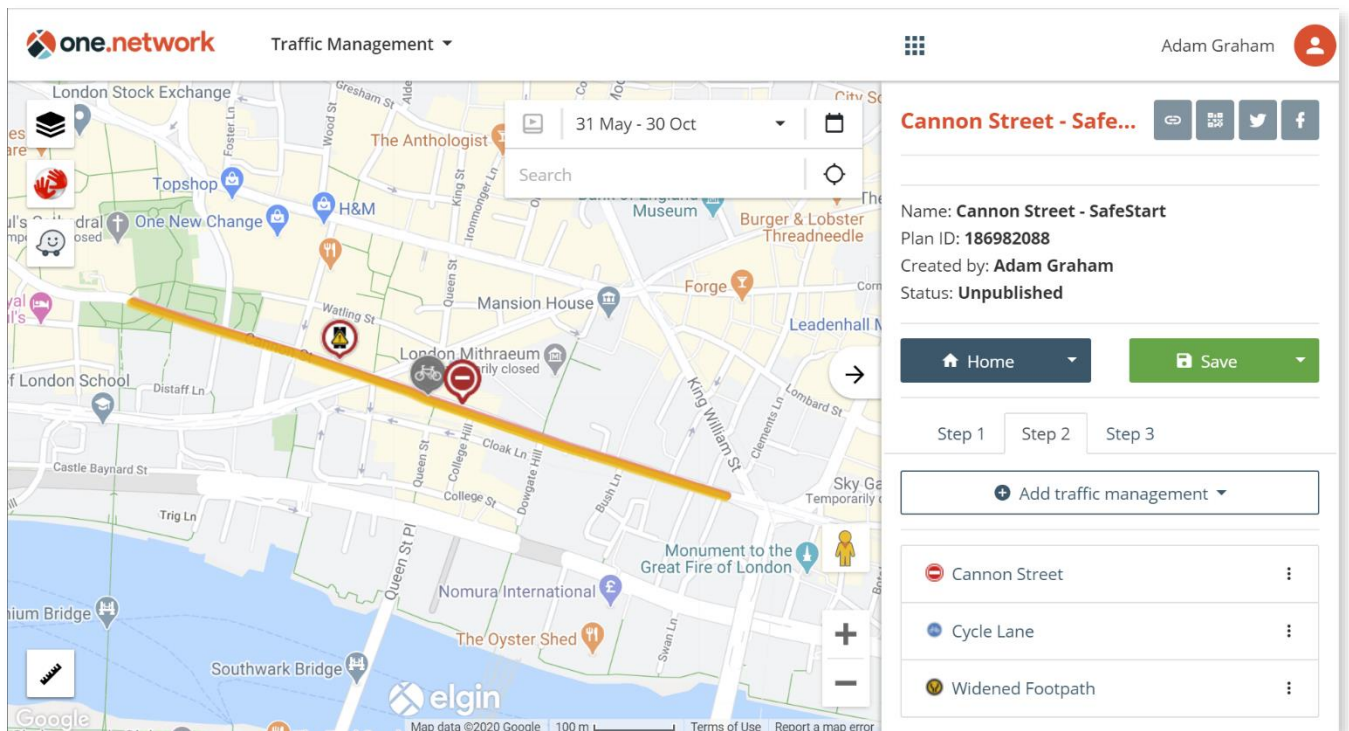 one.network
Traffic Management
Adam Graham
London Stock Exchange
Gresham St
Foster Ln
Wood St
The Anthologist
31 May - 30 Oct
City
Search
Topshop
King St
Ironmonger Ln
H&M
One New Change
Museum
Burger & Lobster
Threadneedle
Queen St
Forge
Mansion House
Watling St
Leadenhall
London Mithraeum
London School
Distaff Ln
King William St
Lombard St
Clements Ln
Cloak Ln
Castle Baynard St
Queen St
College Hill
Dowgate Hill
College St
Bush Ln
Trig Ln
Sky
Temporarily
Queen St Pl
Monument to the
Great Fire of London
Nomura International
Bridge
The Oyster Shed
Swan Ln
Southwark Bridge
elgin
Google
Map data ©2020 Google
100 m
Terms of Use
Report a map error
Cannon Street - Safe...
Name: Cannon Street - SafeStart
Plan ID: 186982088
Created by: Adam Graham
Status: Unpublished
Home
Save
Step 1
Step 2
Step 3
Add traffic management
Cannon Street
Cycle Lane
Widened Footpath